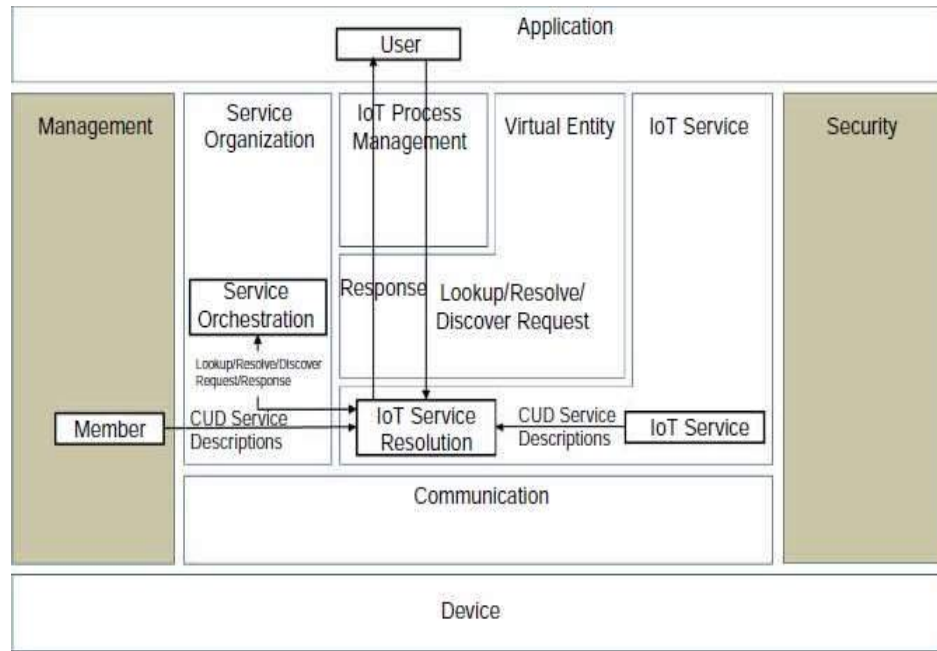 Application
User
Management
Service
Organization
IoT Process
Management
Virtual Entity
IoT Service
Security
Service
Orchestration
Response
Lookup/Resolve/
Discover Request
Lookup/Resolve/Discover
Request/Response
Member
CUD Service
Descriptions
IoT Service
Resolution
CUD Service
Descriptions
IoT Service
Communication
Device